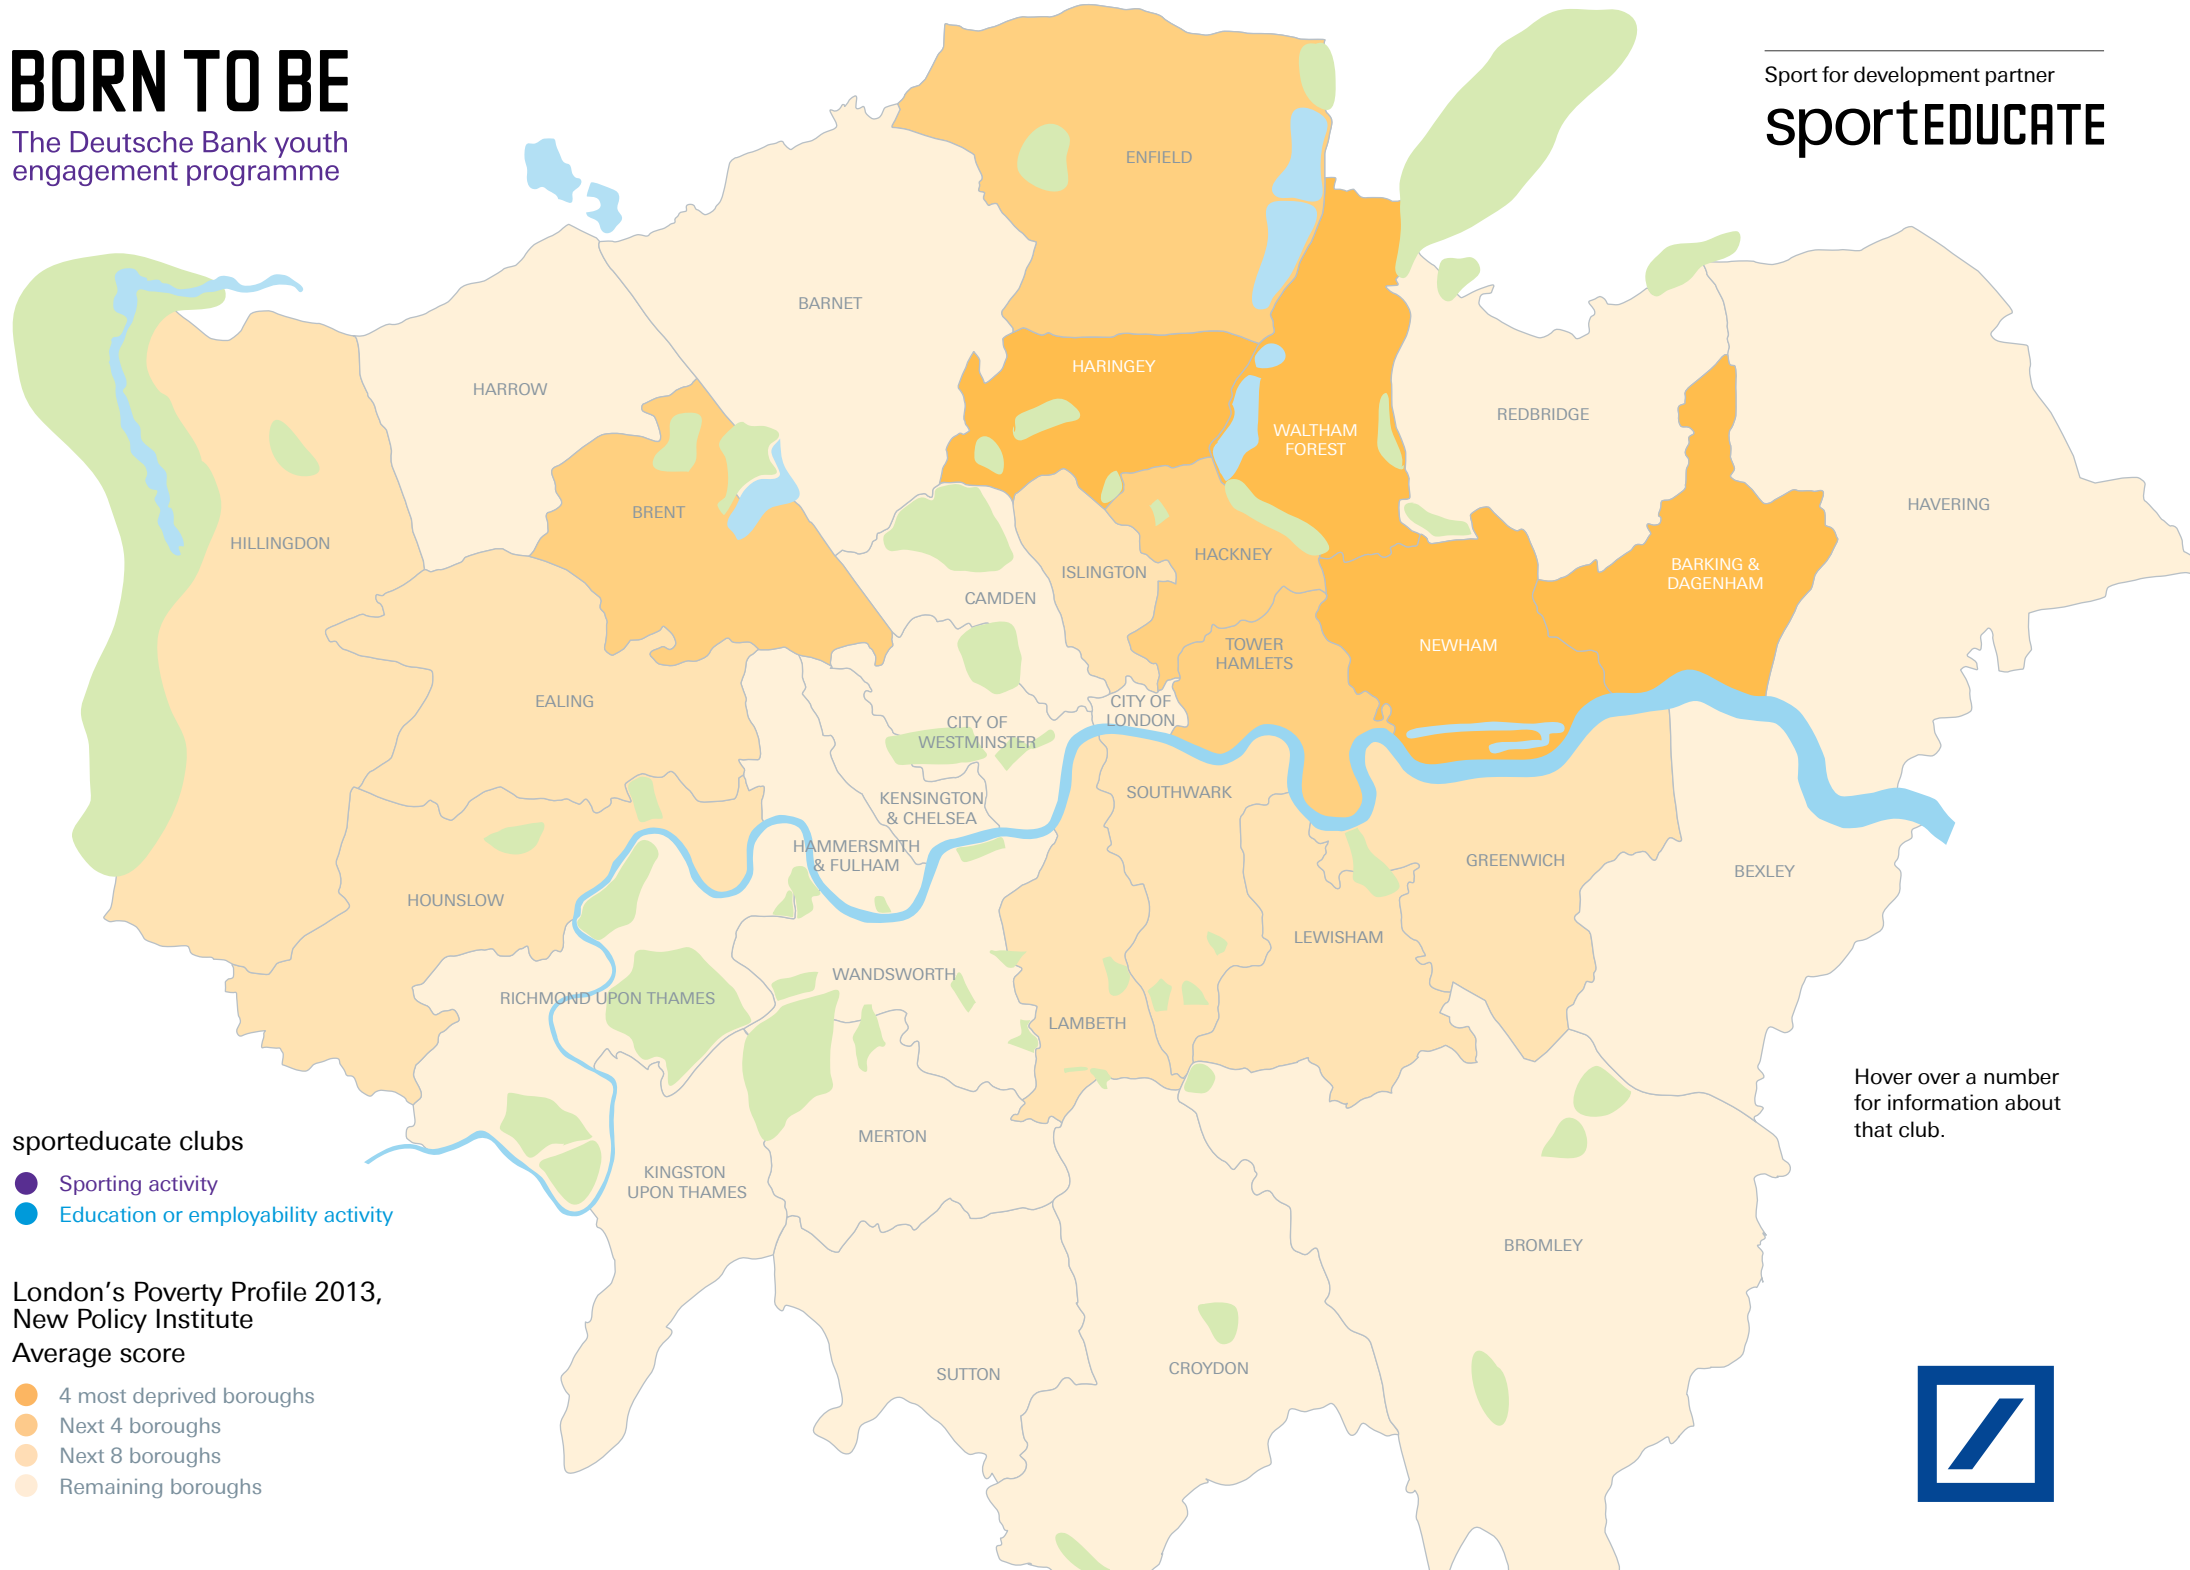 BORN TO BE
The Deutsche Bank youth
engagement programme
Sport for development partner
sportEDUCATE
ENFIELD
BARNET
HARROW
HARINGEY
WALTHAM
FOREST
REDBRIDGE
HAVERING
BRENT
HILLINGDON
HACKNEY
ISLINGTON
CAMDEN
BARKING &
DAGENHAM
TOWER
HAMLETS
NEWHAM
EALING
CITY OF
LONDON
CITY OF
WESTMINSTER
SOUTHWARK
KENSINGTON
& CHELSEA
HAMMERSMITH
& FULHAM
GREENWICH
BEXLEY
HOUNSLOW
LEWISHAM
WANDSWORTH
RICHMOND UPON THAMES
LAMBETH
MERTON
KINGSTON
UPON THAMES
BROMLEY
SUTTON
CROYDON
Hover over a number
for information about
that club.
sporteducate clubs
Sporting activity
Education or employability activity
London's Poverty Profile 2013,
New Policy Institute
Average score
4 most deprived boroughs
Next 4 boroughs
Next 8 boroughs
Remaining boroughs